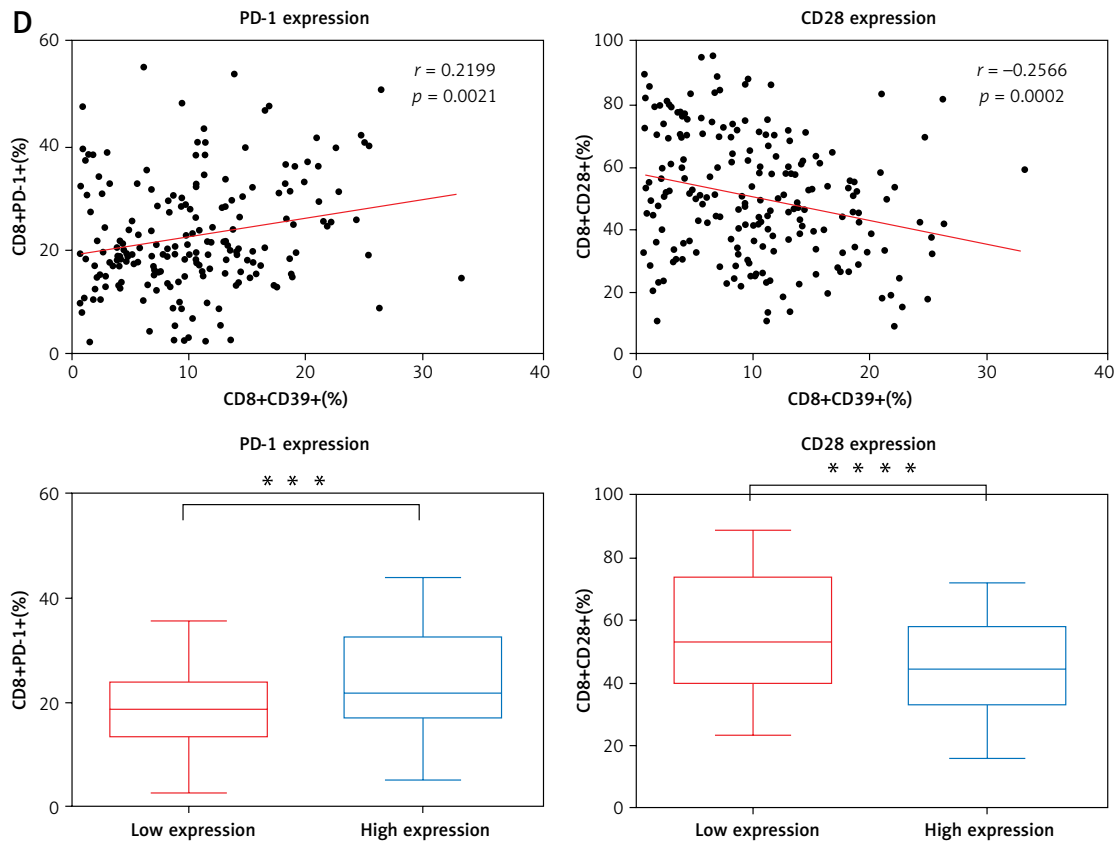 D
PD-1 expression
60
40
20
0
CD8+PD-1+(%)
r = 0.2199
p = 0.0021
0 10 20 30 40
CD8+CD39+(%)
CD28 expression
100
80
60
40
20
0
CD8+CD28+(%)
r = –0.2566
p = 0.0002
0 10 20 30 40
CD8+CD39+(%)
PD-1 expression
* * *
60
40
20
0
CD8+PD-1+(%)
Low expression High expression
CD28 expression
* * * *
100
80
60
40
20
0
CD8+CD28+(%)
Low expression High expression